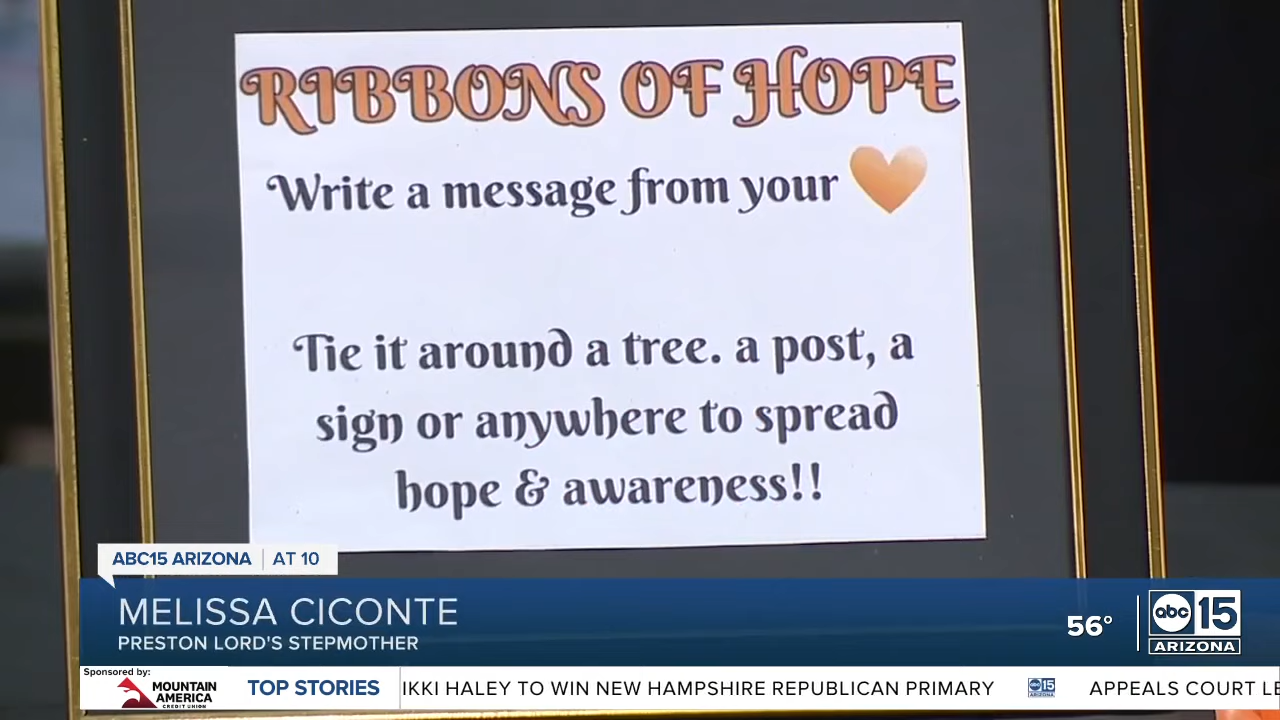 RIBBONS OF HOPE
Write a message from your
Tie it around a tree. a post, a
sign or anywhere to spread
hope & awareness!!
ABC15 ARIZONA | AT 10
MELISSA CICONTE
PRESTON LORD'S STEPMOTHER
56°
abc 15
ARIZONA
Sponsored by:
MOUNTAIN
AMERICA
CREDIT UNION
TOP STORIES
IKKI HALEY TO WIN NEW HAMPSHIRE REPUBLICAN PRIMARY
abc 15
ARIZONA
APPEALS COURT LE